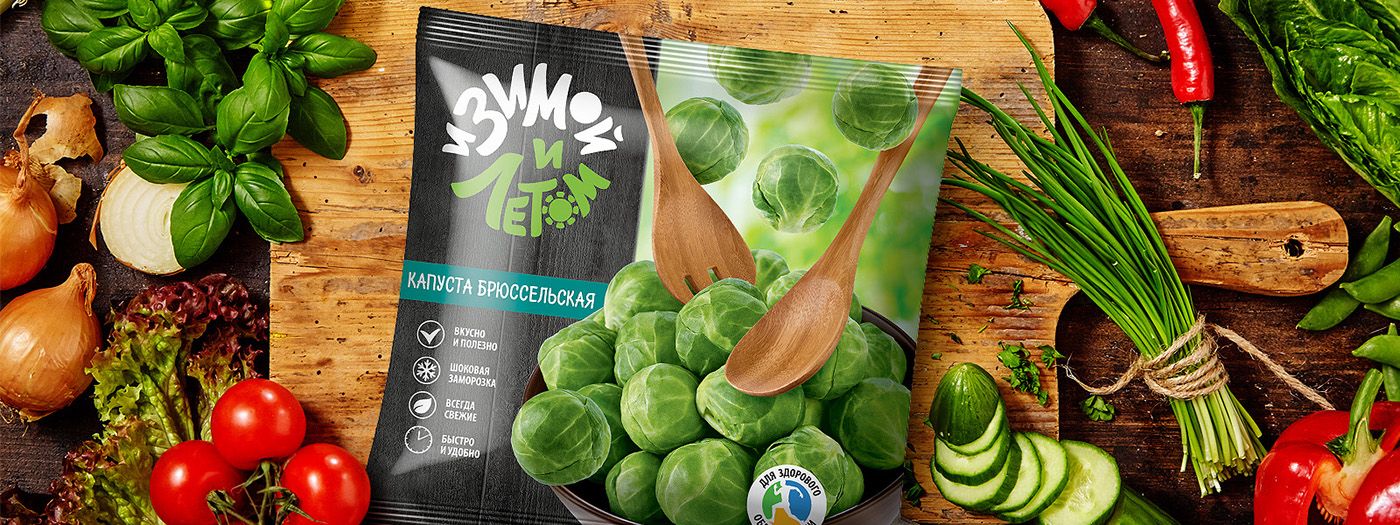 и Зимой
и
Летом
КАПУСТА БРЮССЕЛЬСКАЯ
ВКУСНО
И ПОЛЕЗНО
ШОКОВАЯ
ЗАМОРОЗКА
ВСЕГДА
СВЕЖИЕ
БЫСТРО
И УДОБНО
ДЛЯ ЗДОРОВОГО